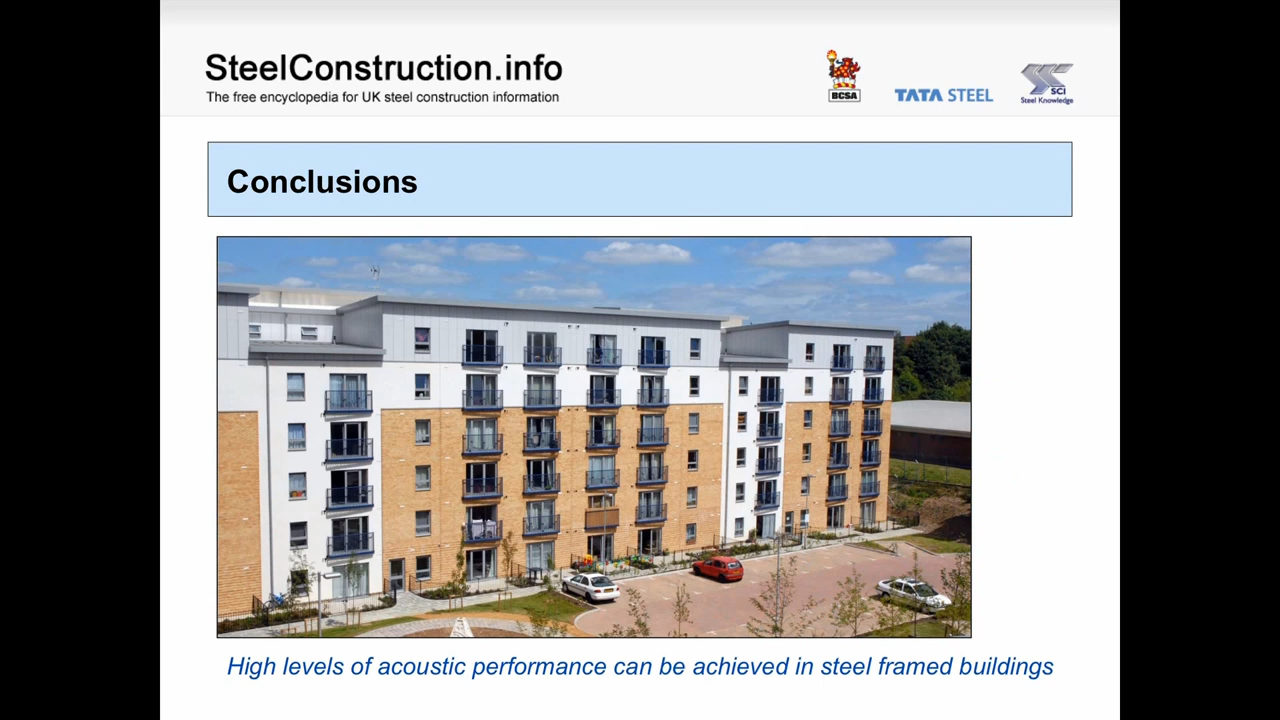 SteelConstruction.info
The free encyclopedia for UK steel construction information
BCSA
TATA STEEL
SCI
Steel Knowledge
Conclusions
High levels of acoustic performance can be achieved in steel framed buildings